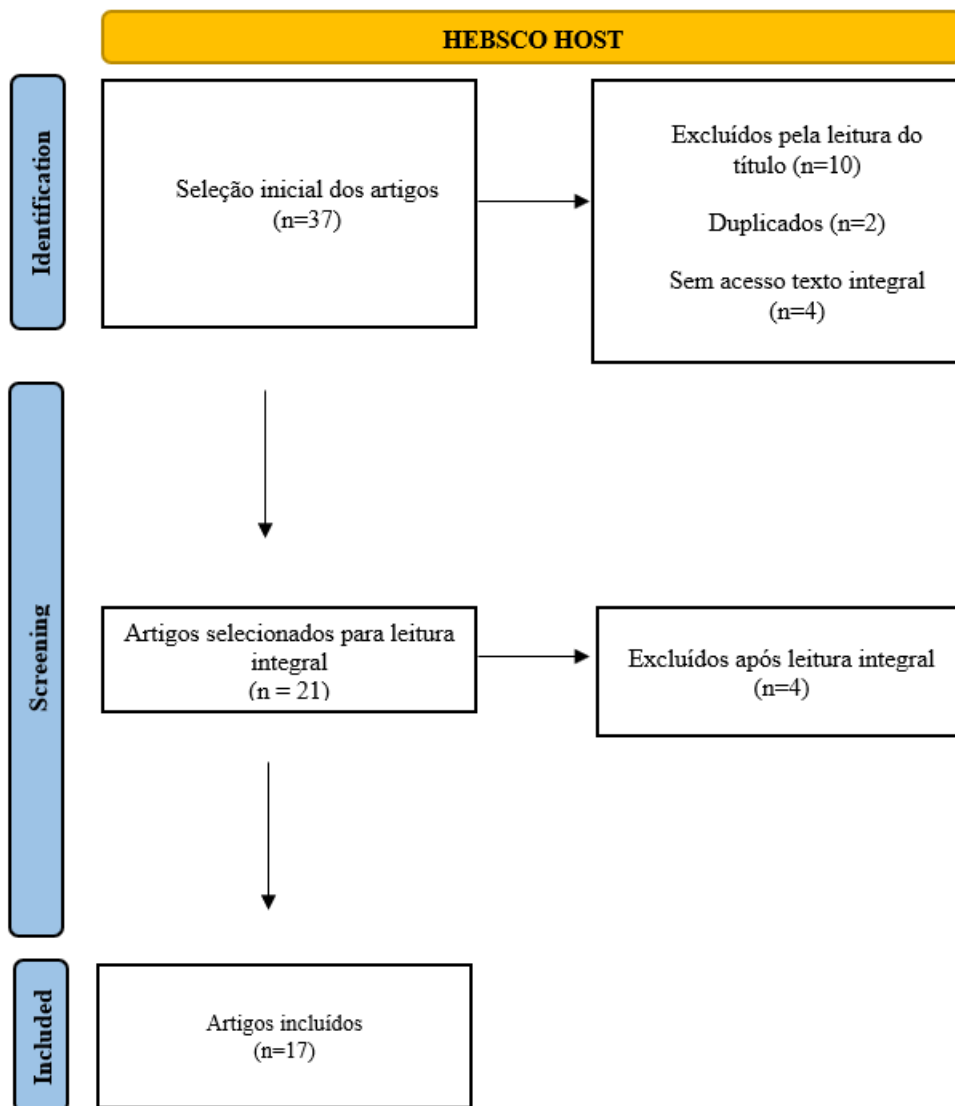 HEBSCO HOST
Identification
Seleção inicial dos artigos
(n=37)
Excluídos pela leitura do
título (n=10)
Duplicados (n=2)
Sem acesso texto integral
(n=4)
Screening
Artigos selecionados para leitura
integral
(n = 21)
Excluídos após leitura integral
(n=4)
Included
Artigos incluídos
(n=17)